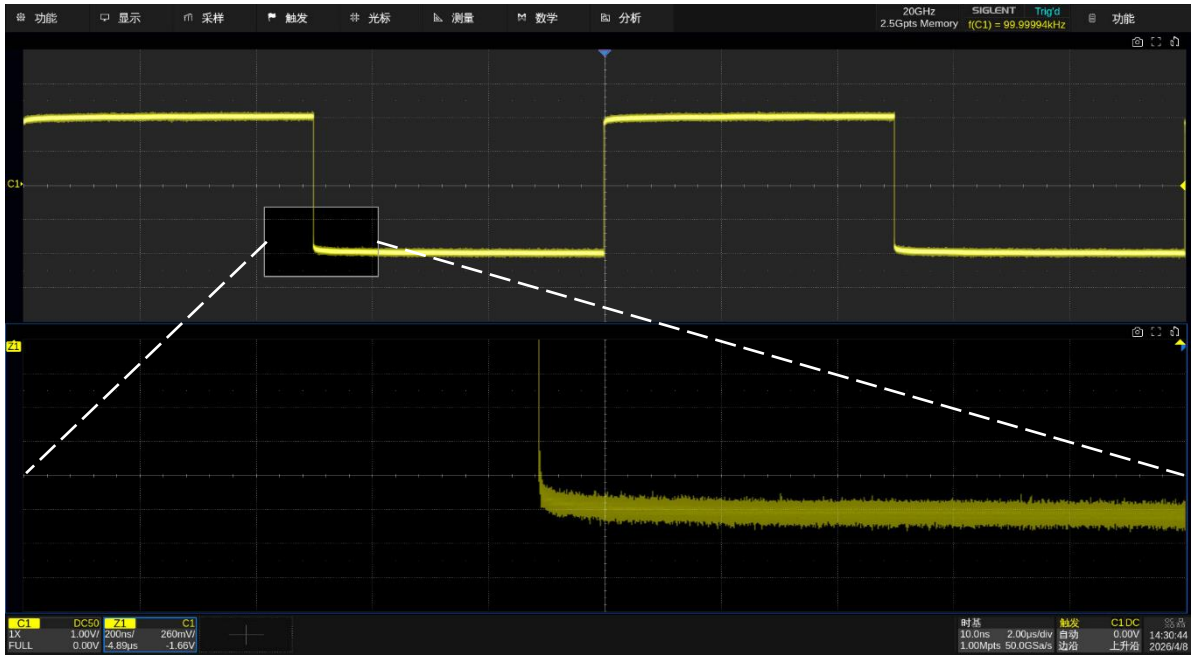 功能 显示 采样 触发 光标 测量 数学 分析 20GHz SIGLENT Trig'd 功能
2.5Gpts Memory f(C1) = 99.99994kHz
C1
Z1
C1 DC50 Z1 C1 时基 触发 C1 DC
1X 1.00V/ 200ns/ 260mV/ 10.0ns 2.00μs/div 自动 0.00V 14:30:44
FULL 0.00V -4.89μs -1.66V 1.00Mpts 50.0GSa/s 边沿 上升沿 2026/4/8